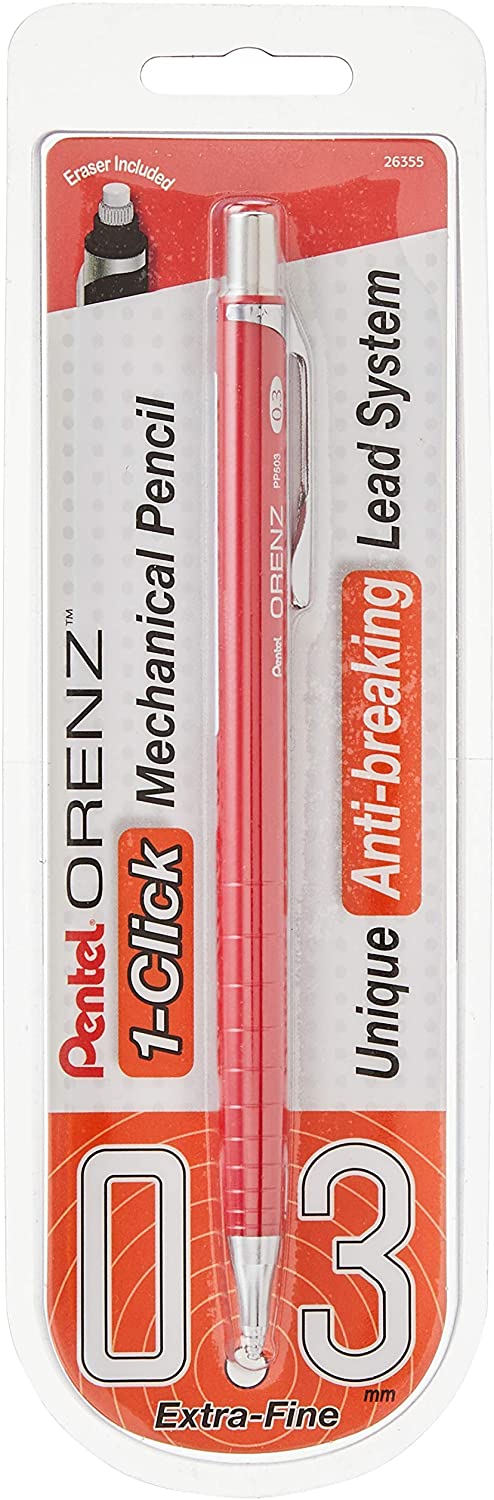 Eraser Included
26355
Pentel® ORENZ™
1-Click Mechanical Pencil
Pentel ORENZ PP503 0.3
Unique Anti-breaking Lead System
0.3
mm
Extra-Fine